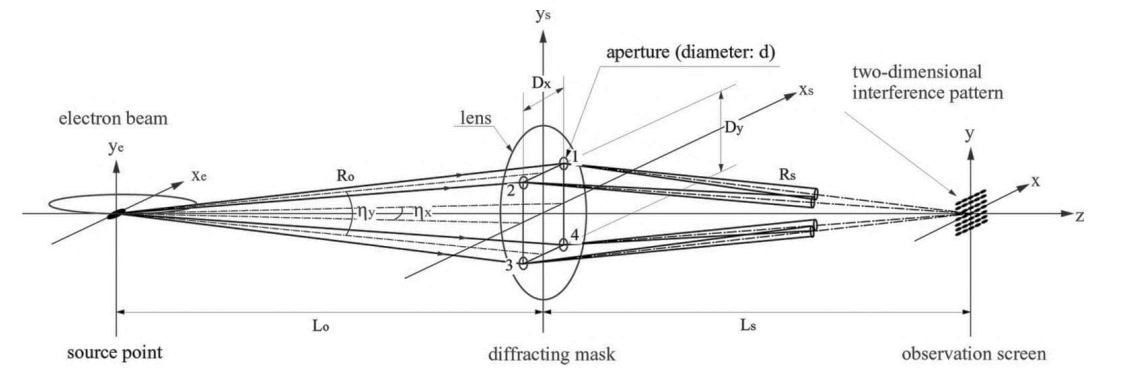 yₛ
aperture (diameter: d)
two-dimensional
interference pattern
Dx
xₛ
electron beam
lens
yₑ
Dy
y
1
xₑ
Rₒ
2
Rₛ
x
ηy
ηx
z
4
3
Lₒ
Lₛ
source point
diffracting mask
observation screen